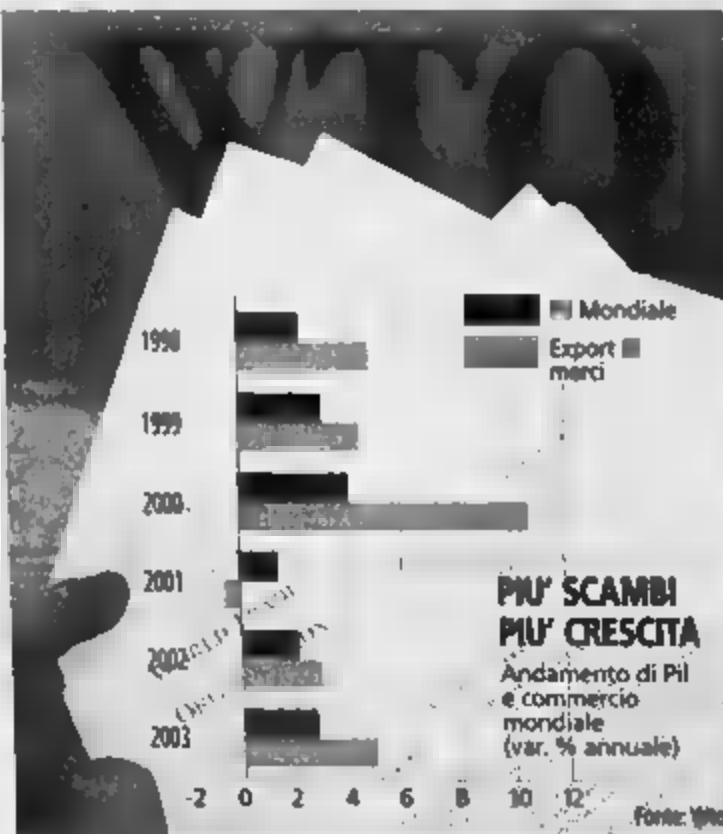 Mondiale
Export
merci
1998
1999
2000
2001
2002
2003
-2 0 2 4 6 8 10 12
PIU' SCAMBI
PIU' CRESCITA
Andamento di Pil
e commercio
mondiale
(var. % annuale)
Fonte: